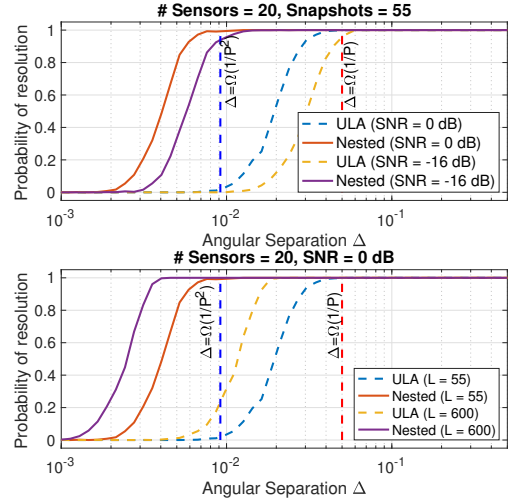 # Sensors = 20, Snapshots = 55
Probability of resolution
1
0.8
0.6
0.4
0.2
0
Δ=Ω(1/P²)
Δ=Ω(1/P)
ULA (SNR = 0 dB)
Nested (SNR = 0 dB)
ULA (SNR = -16 dB)
Nested (SNR = -16 dB)
10⁻³
10⁻²
10⁻¹
Angular Separation Δ
# Sensors = 20, SNR = 0 dB
Probability of resolution
1
0.8
0.6
0.4
0.2
0
Δ=Ω(1/P²)
Δ=Ω(1/P)
ULA (L = 55)
Nested (L = 55)
ULA (L = 600)
Nested (L = 600)
10⁻³
10⁻²
10⁻¹
Angular Separation Δ